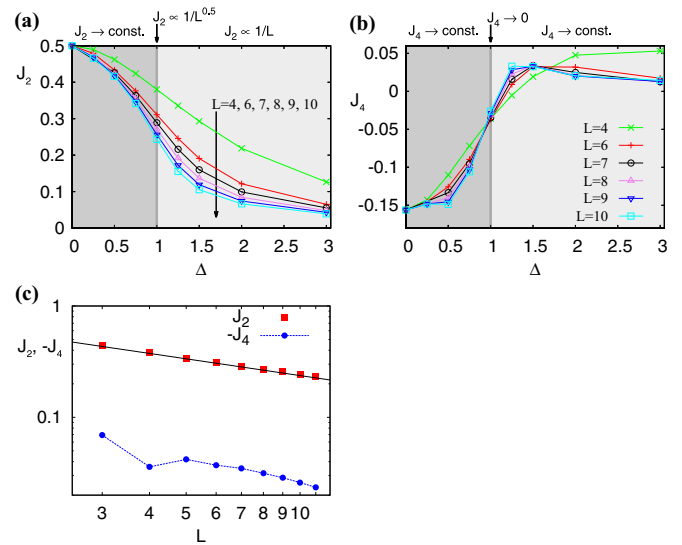 (a)
J2 → const.
J2 ∝ 1/L^0.5
J2 ∝ 1/L
J2
0.5
0.4
0.3
0.2
0.1
0
L=4, 6, 7, 8, 9, 10
0 0.5 1 1.5 2 2.5 3
Δ
(b)
J4 → const.
J4 → 0
J4 → const.
J4
0.05
0
-0.05
-0.1
-0.15
L=4
L=6
L=7
L=8
L=9
L=10
0 0.5 1 1.5 2 2.5 3
Δ
(c)
J2, -J4
1
0.1
J2
-J4
3 4 5 6 7 8 9 10
L